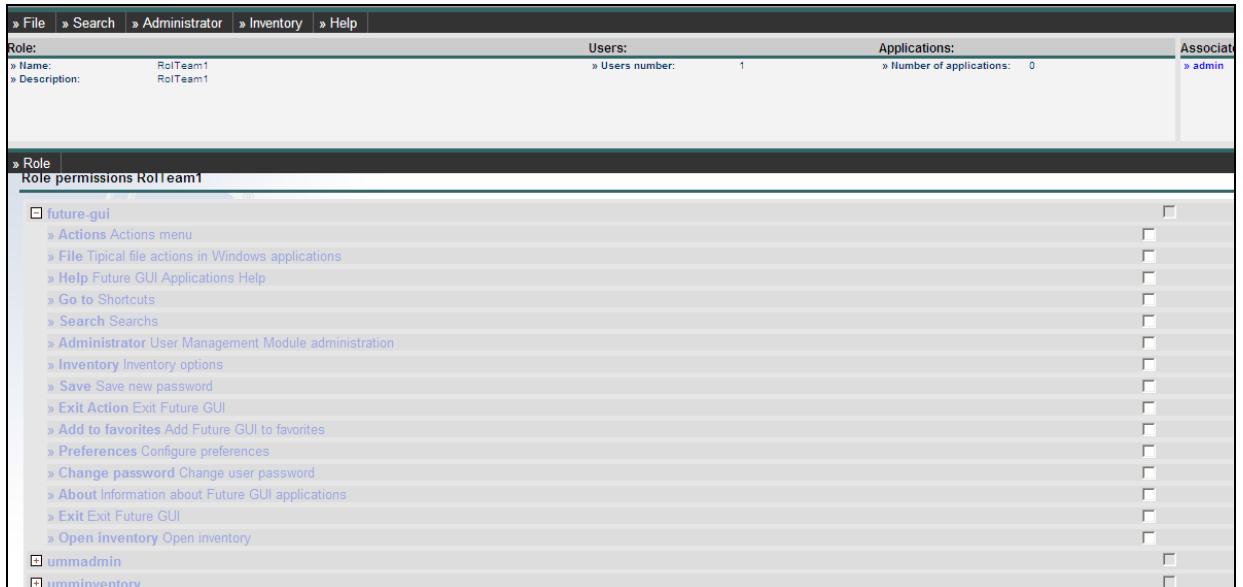 » File » Search » Administrator » Inventory » Help
Role: Users: Applications: Associate
» Name: RolTeam1 » Users number: 1 » Number of applications: 0 » admin
» Description: RolTeam1
» Role
Role permissions RolTeam1
future-gui
» Actions Actions menu
» File Tipical file actions in Windows applications
» Help Future GUI Applications Help
» Go to Shortcuts
» Search Searchs
» Administrator User Management Module administration
» Inventory Inventory options
» Save Save new password
» Exit Action Exit Future GUI
» Add to favorites Add Future GUI to favorites
» Preferences Configure preferences
» Change password Change user password
» About Information about Future GUI applications
» Exit Exit Future GUI
» Open inventory Open inventory
ummadmin
umminventory